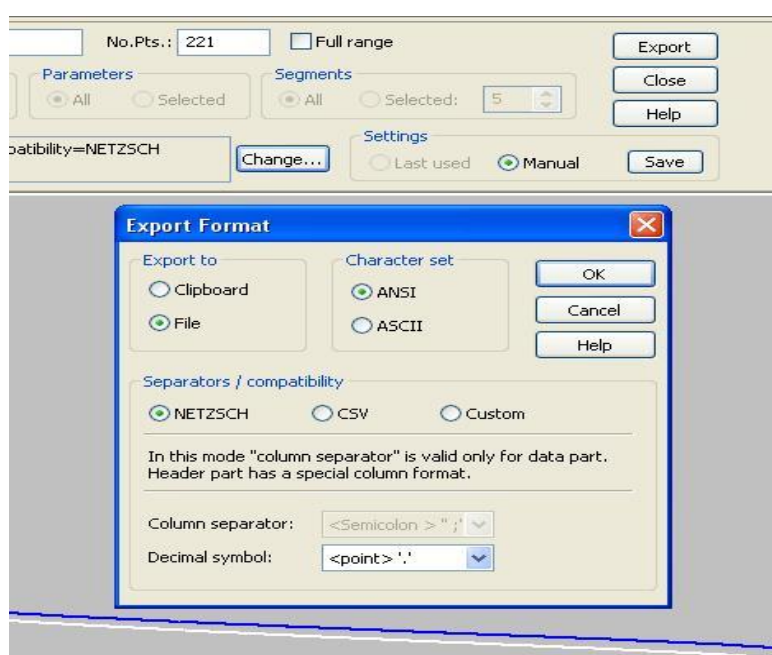 No.Pts.: 221 Full range Export
Parameters Segments Close
All Selected All Selected: 5 Help
patibility=NETZSCH Change... Settings
Last used Manual Save
Export Format
Export to Character set OK
Clipboard ANSI Cancel
File ASCII Help
Separators / compatibility
NETZSCH CSV Custom
In this mode "column separator" is valid only for data part.
Header part has a special column format.
Column separator: <Semicolon > " ;'
Decimal symbol: <point> '.'